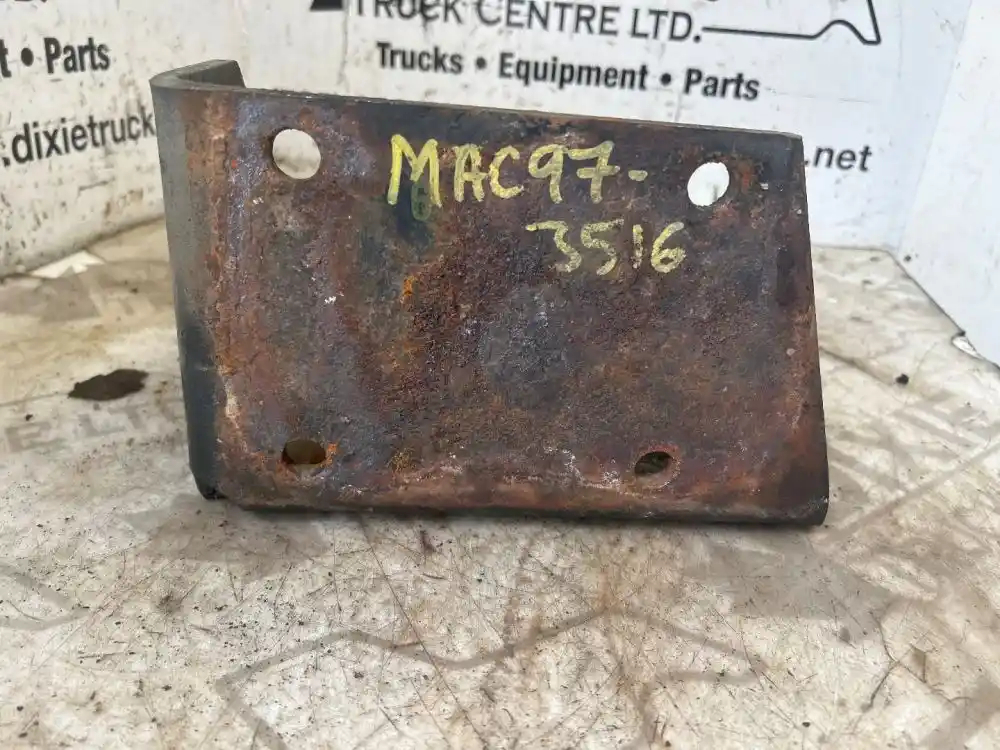 TRUCK CENTRE LTD.
t • Parts
Trucks • Equipment • Parts
.dixietruck
.net
MAC97-
3516